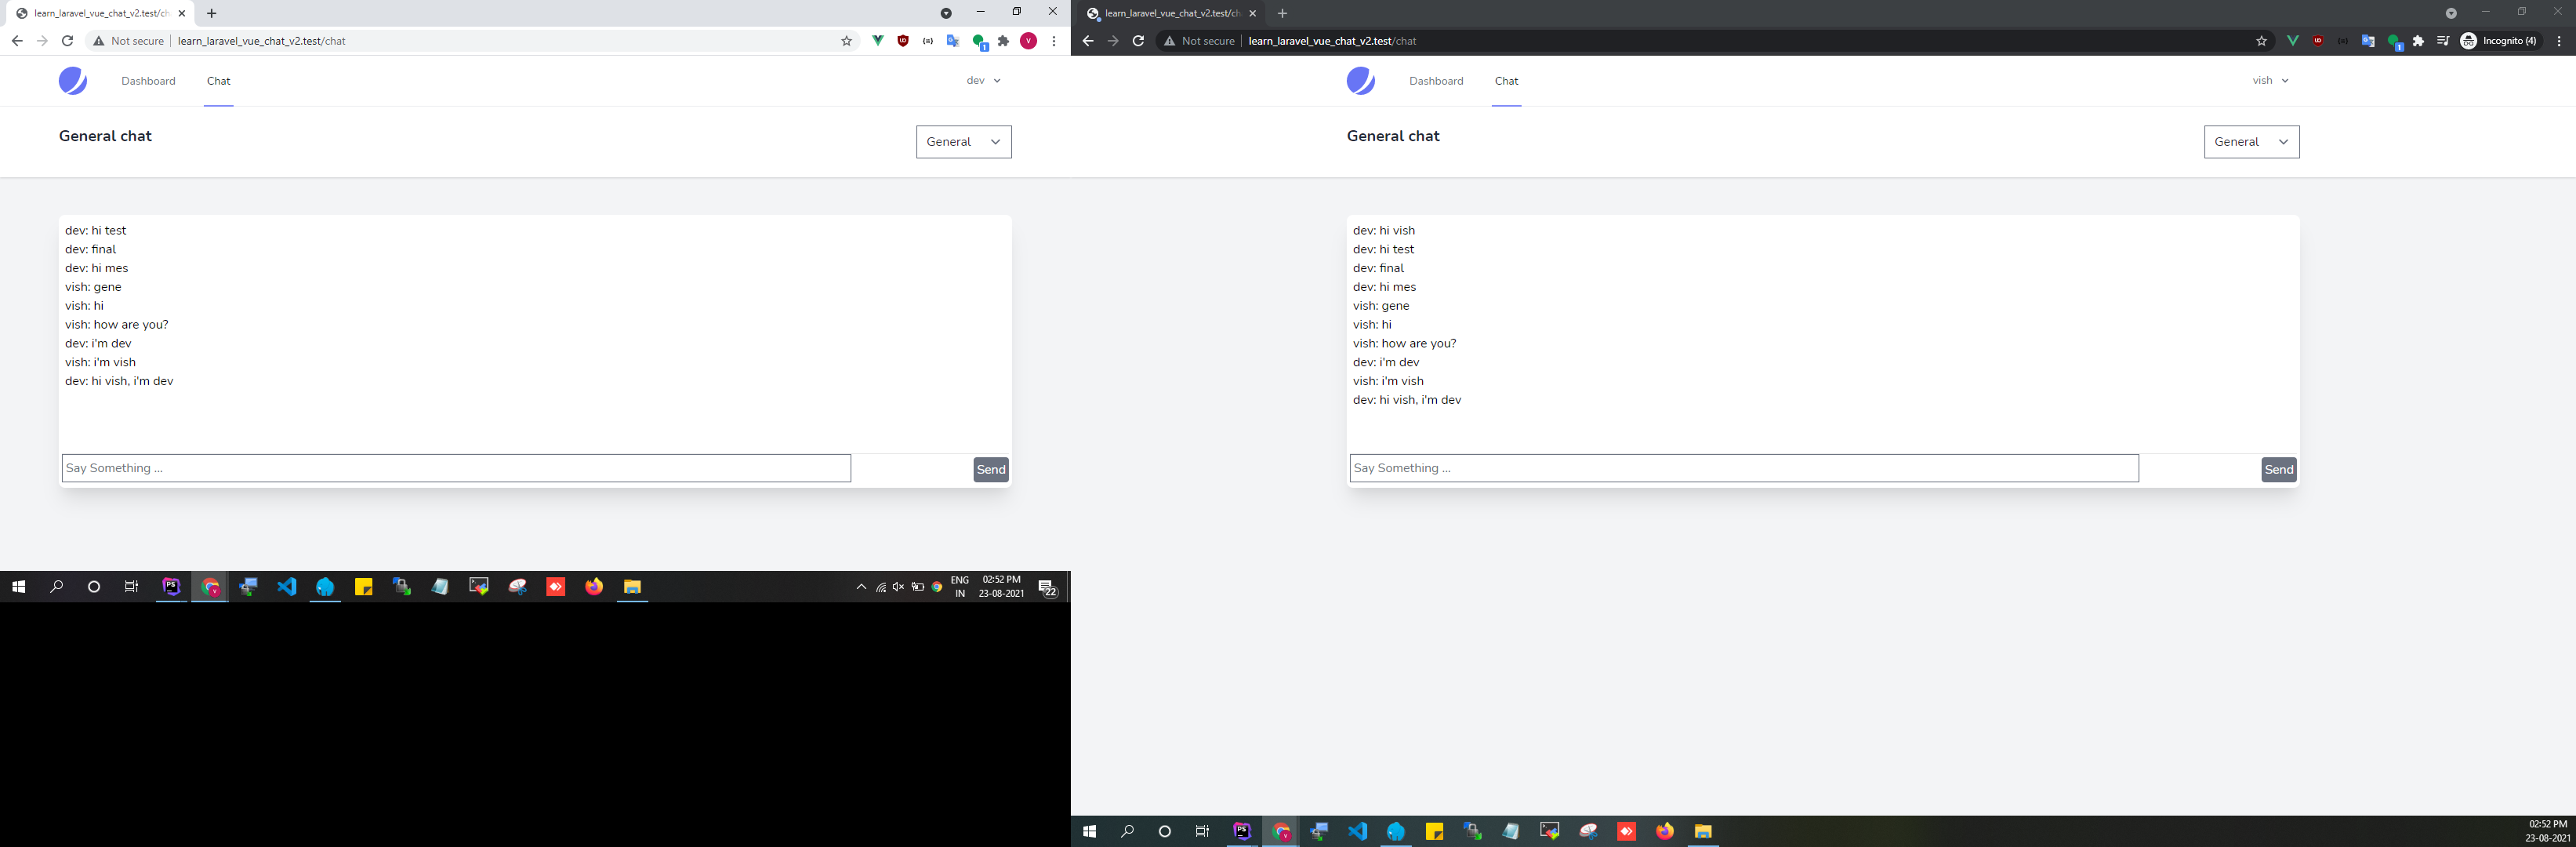 learn_laravel_vue_chat_v2.test/ch
Not secure learn_laravel_vue_chat_v2.test/chat
1
V
Dashboard Chat dev
General chat General
dev: hi test
dev: final
dev: hi mes
vish: gene
vish: hi
vish: how are you?
dev: i'm dev
vish: i'm vish
dev: hi vish, i'm dev
Say Something ... Send
PS
ENG
IN
02:52 PM
23-08-2021
22
learn_laravel_vue_chat_v2.test/ch
Not secure learn_laravel_vue_chat_v2.test/chat
1
Incognito (4)
Dashboard Chat vish
General chat General
dev: hi vish
dev: hi test
dev: final
dev: hi mes
vish: gene
vish: hi
vish: how are you?
dev: i'm dev
vish: i'm vish
dev: hi vish, i'm dev
Say Something ... Send
PS
02:52 PM
23-08-2021